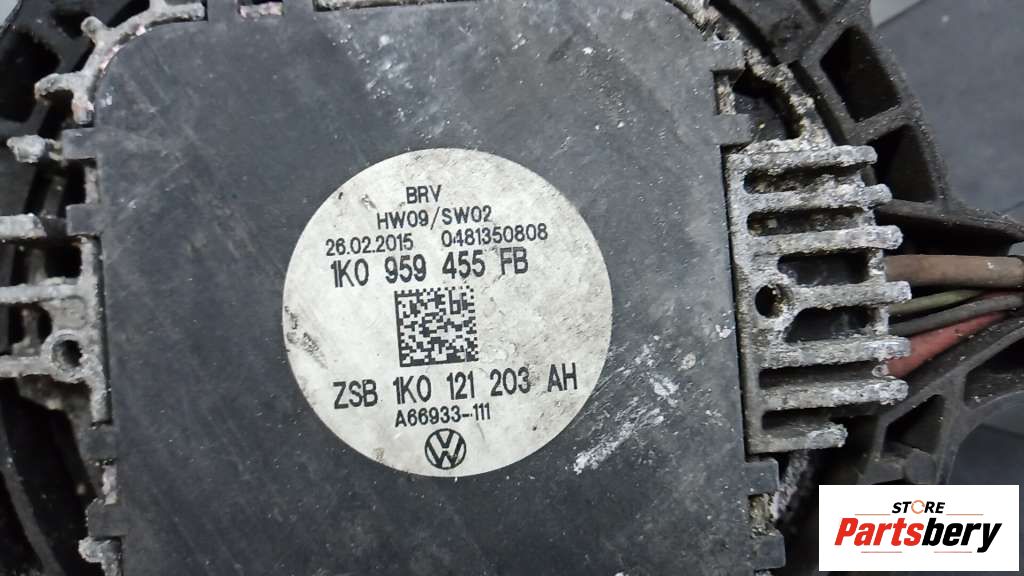 BRV
HW09/SW02
26.02.2015 0481350808
1K0 959 455 FB
ZSB 1K0 121 203 AH
A66933-111
VW
STORE
Partsbery